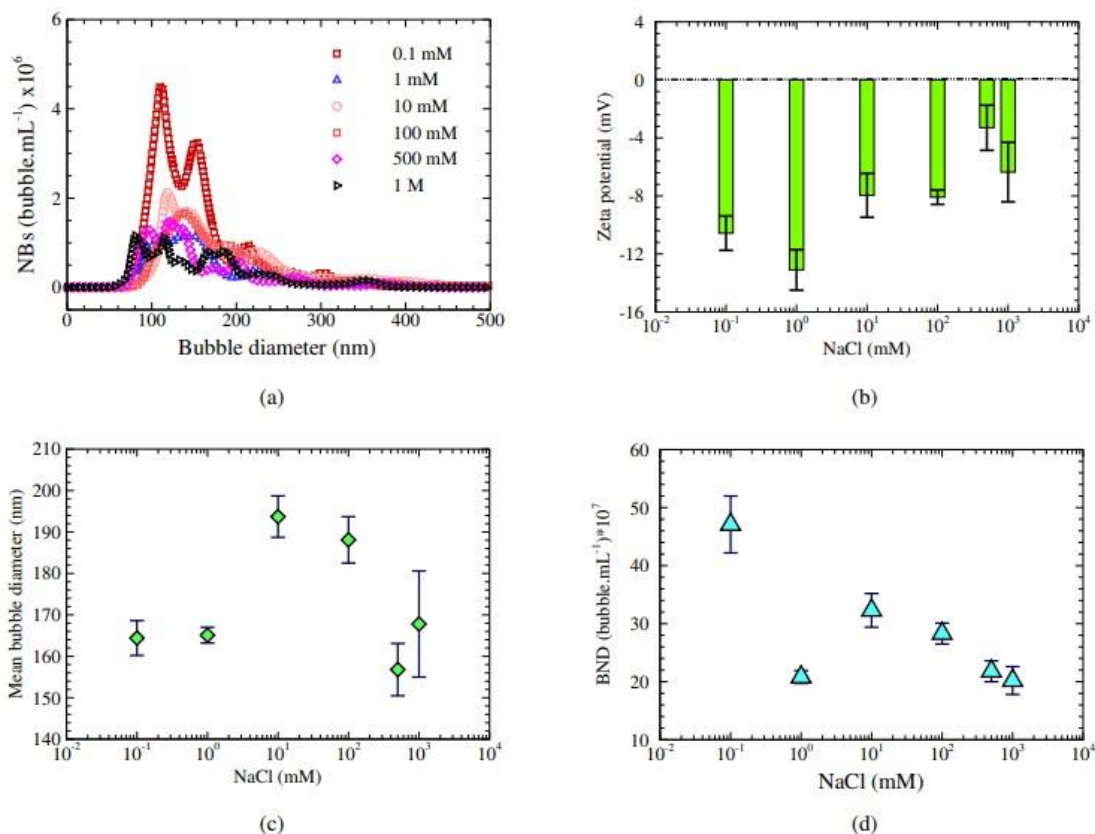 6
4
2
0
NBs (bubble.mL⁻¹) x10⁶
0.1 mM
1 mM
10 mM
100 mM
500 mM
1 M
0 100 200 300 400 500
Bubble diameter (nm)
(a)
4
0
-4
-8
-12
-16
Zeta potential (mV)
10⁻² 10⁻¹ 10⁰ 10¹ 10² 10³ 10⁴
NaCl (mM)
(b)
210
200
190
180
170
160
150
140
Mean bubble diameter (nm)
10⁻² 10⁻¹ 10⁰ 10¹ 10² 10³ 10⁴
NaCl (mM)
(c)
60
50
40
30
20
10
BND (bubble.mL⁻¹)*10⁷
10⁻² 10⁻¹ 10⁰ 10¹ 10² 10³ 10⁴
NaCl (mM)
(d)